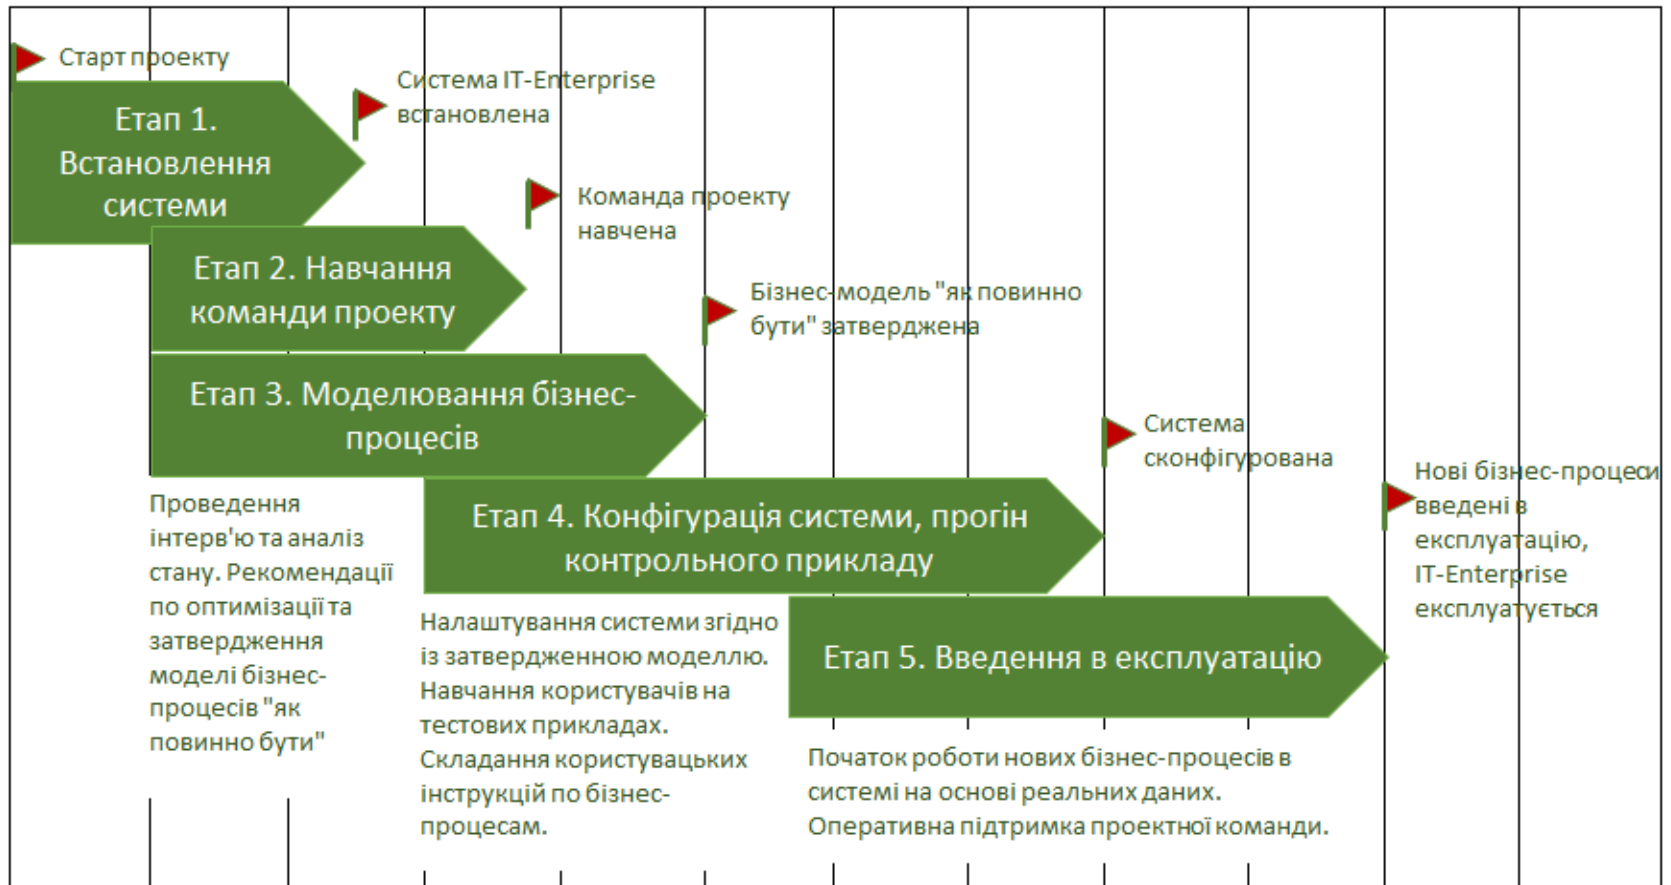 Старт проекту
Система IT-Enterprise
встановлена
Етап 1.
Встановлення
системи
Команда проекту
навчена
Етап 2. Навчання
команди проекту
Бізнес-модель "як повинно
бути" затверджена
Етап 3. Моделювання бізнес-
процесів
Система
сконфігурована
Нові бізнес-процеси
введені в
експлуатацію,
IT-Enterprise
експлуатується
Проведення
інтерв'ю та аналіз
стану. Рекомендації
по оптимізації та
затвердження
моделі бізнес-
процесів "як
повинно бути"
Етап 4. Конфігурація системи, прогін
контрольного прикладу
Налаштування системи згідно
із затвердженною моделлю.
Навчання користувачів на
тестових прикладах.
Складання користувацьких
інструкцій по бізнес-
процесам.
Етап 5. Введення в експлуатацію
Початок роботи нових бізнес-процесів в
системі на основі реальних даних.
Оперативна підтримка проектної команди.